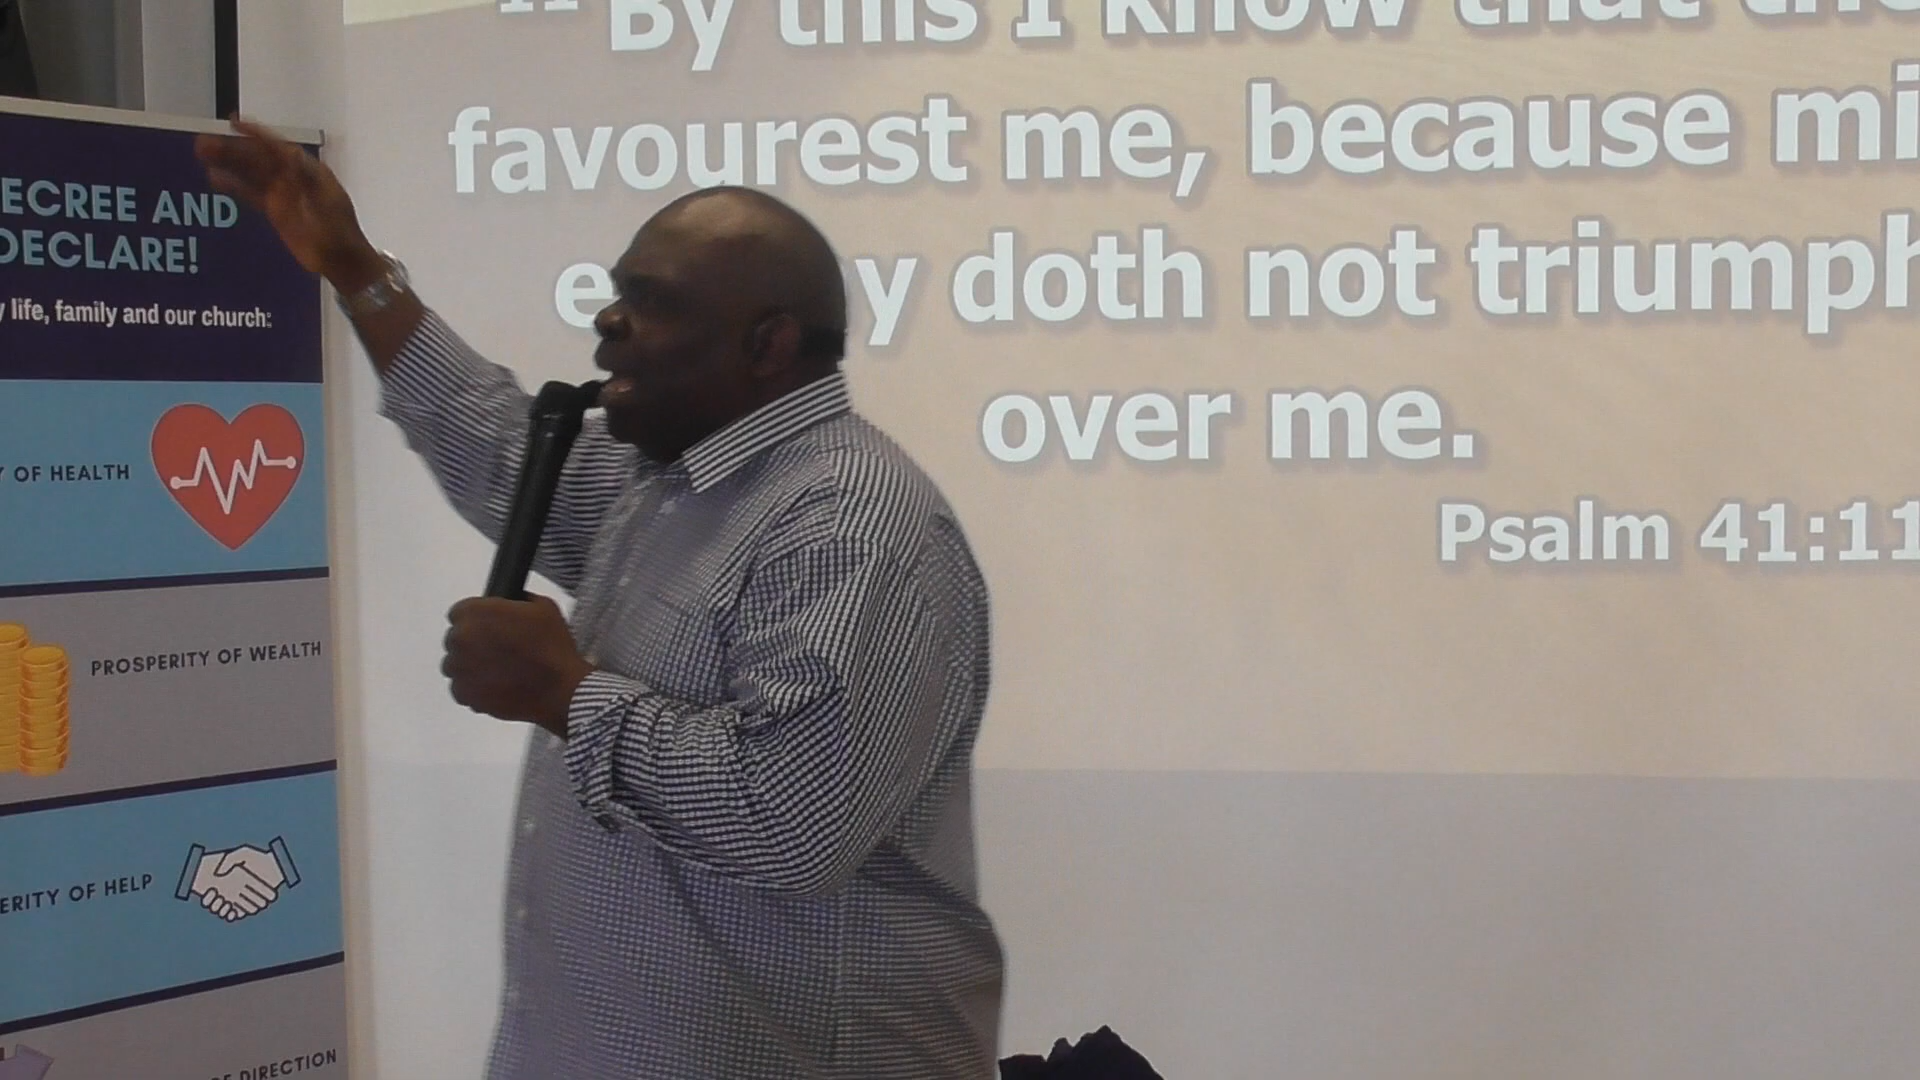 ECREE AND
DECLARE!
life, family and our church:
OF HEALTH
PROSPERITY OF WEALTH
ERITY OF HELP
DIRECTION
11 By this I know that
favourest me, because
doth not triumph
over me.
Psalm 41:11